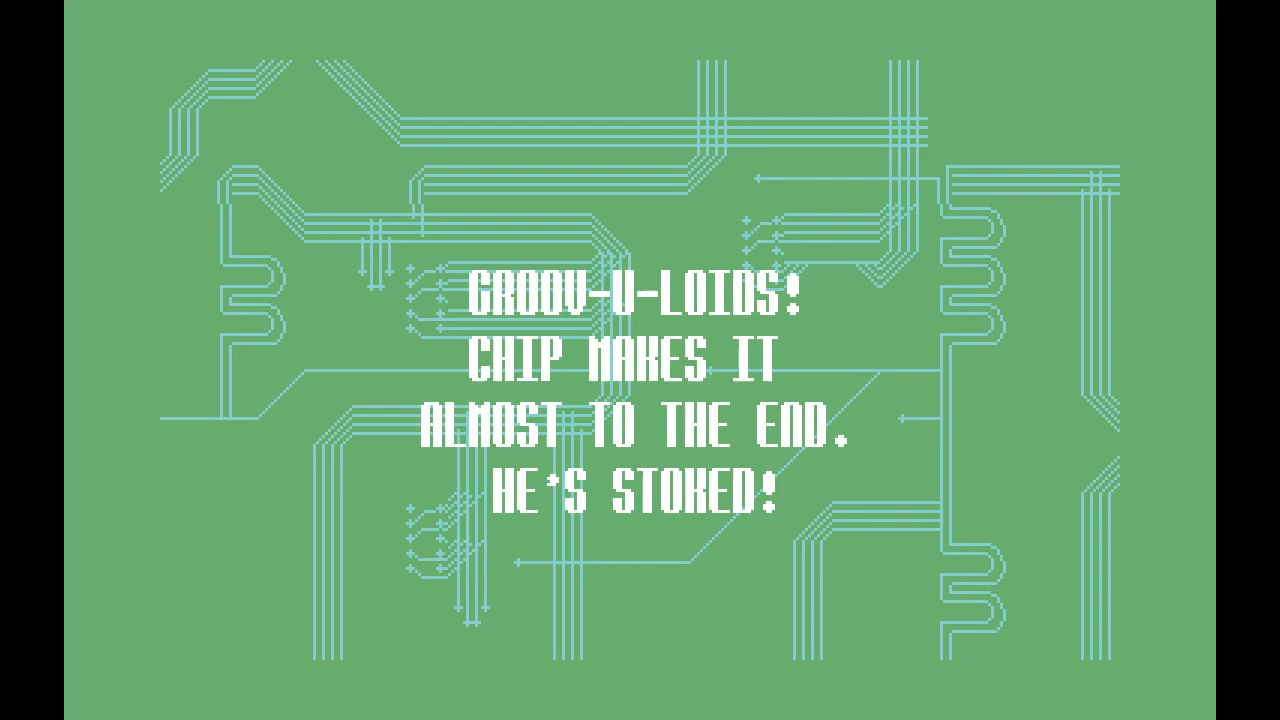 GROOV-U-LOIDS!
CHIP MAKES IT
ALMOST TO THE END.
HE'S STOKED!